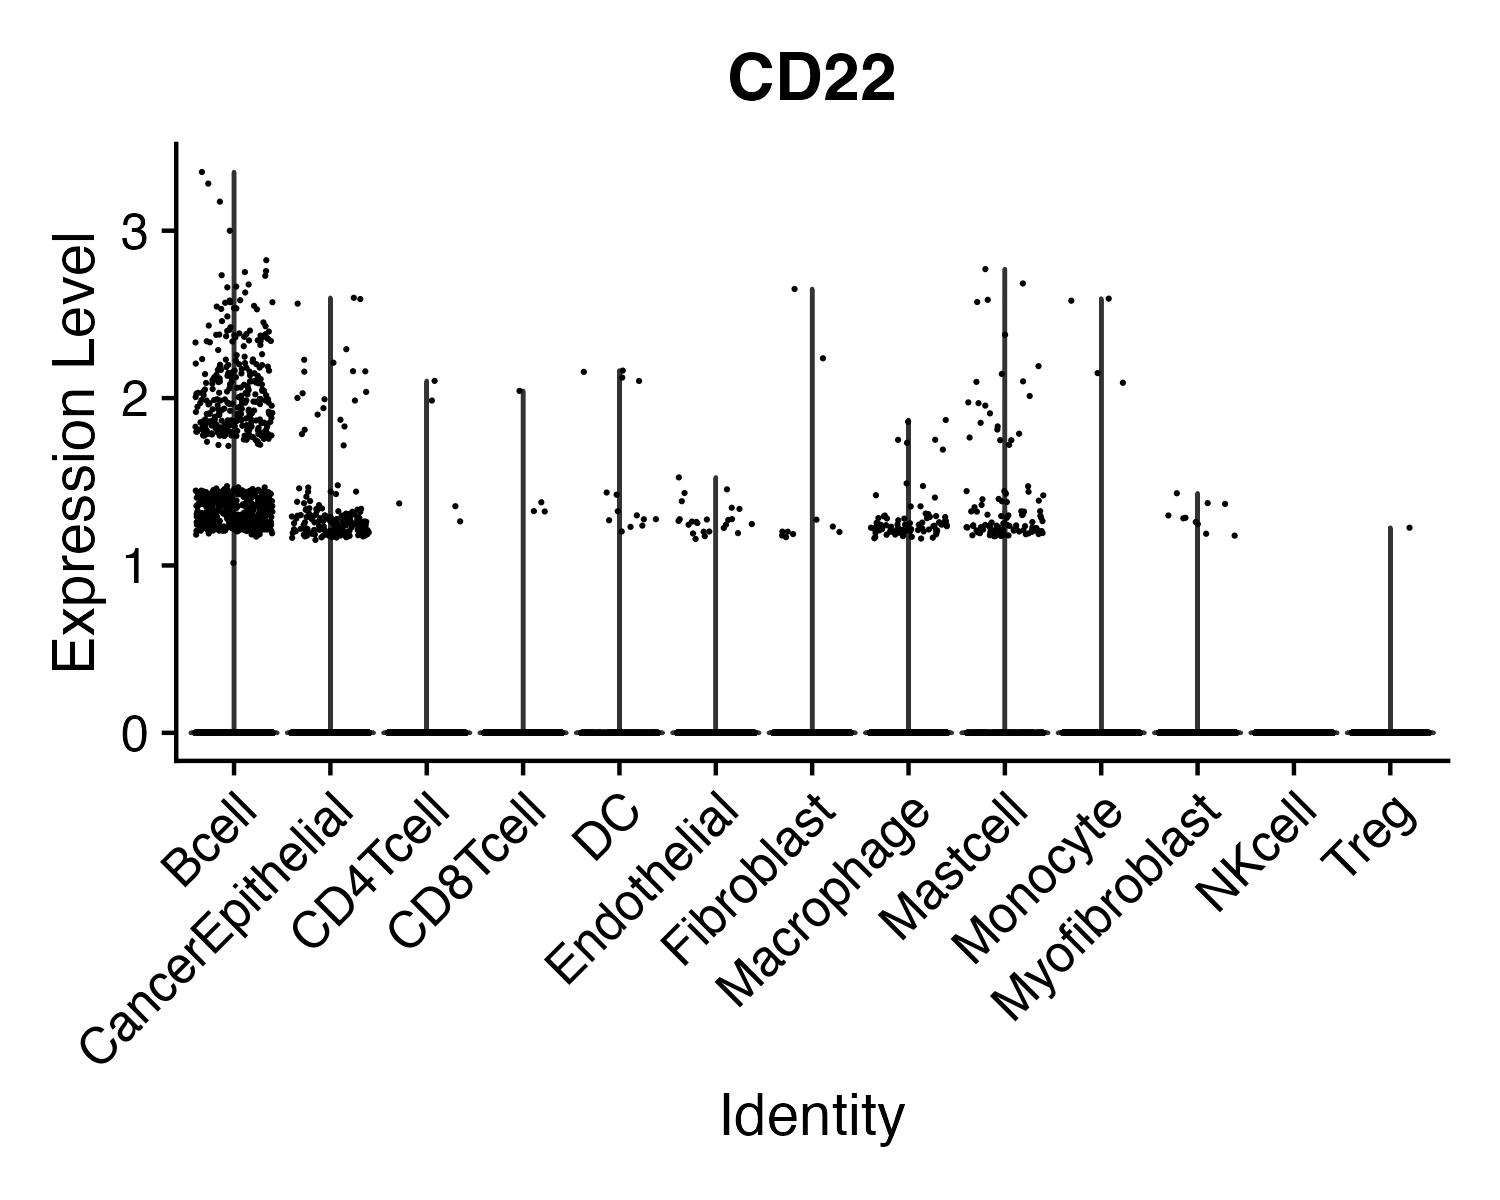 CD22
Expression Level
3
2
1
0
Bcell
CancerEpithelial
CD4Tcell
CD8Tcell
DC
Endothelial
Fibroblast
Macrophage
Mastcell
Monocyte
Myofibroblast
NKcell
Treg
Identity